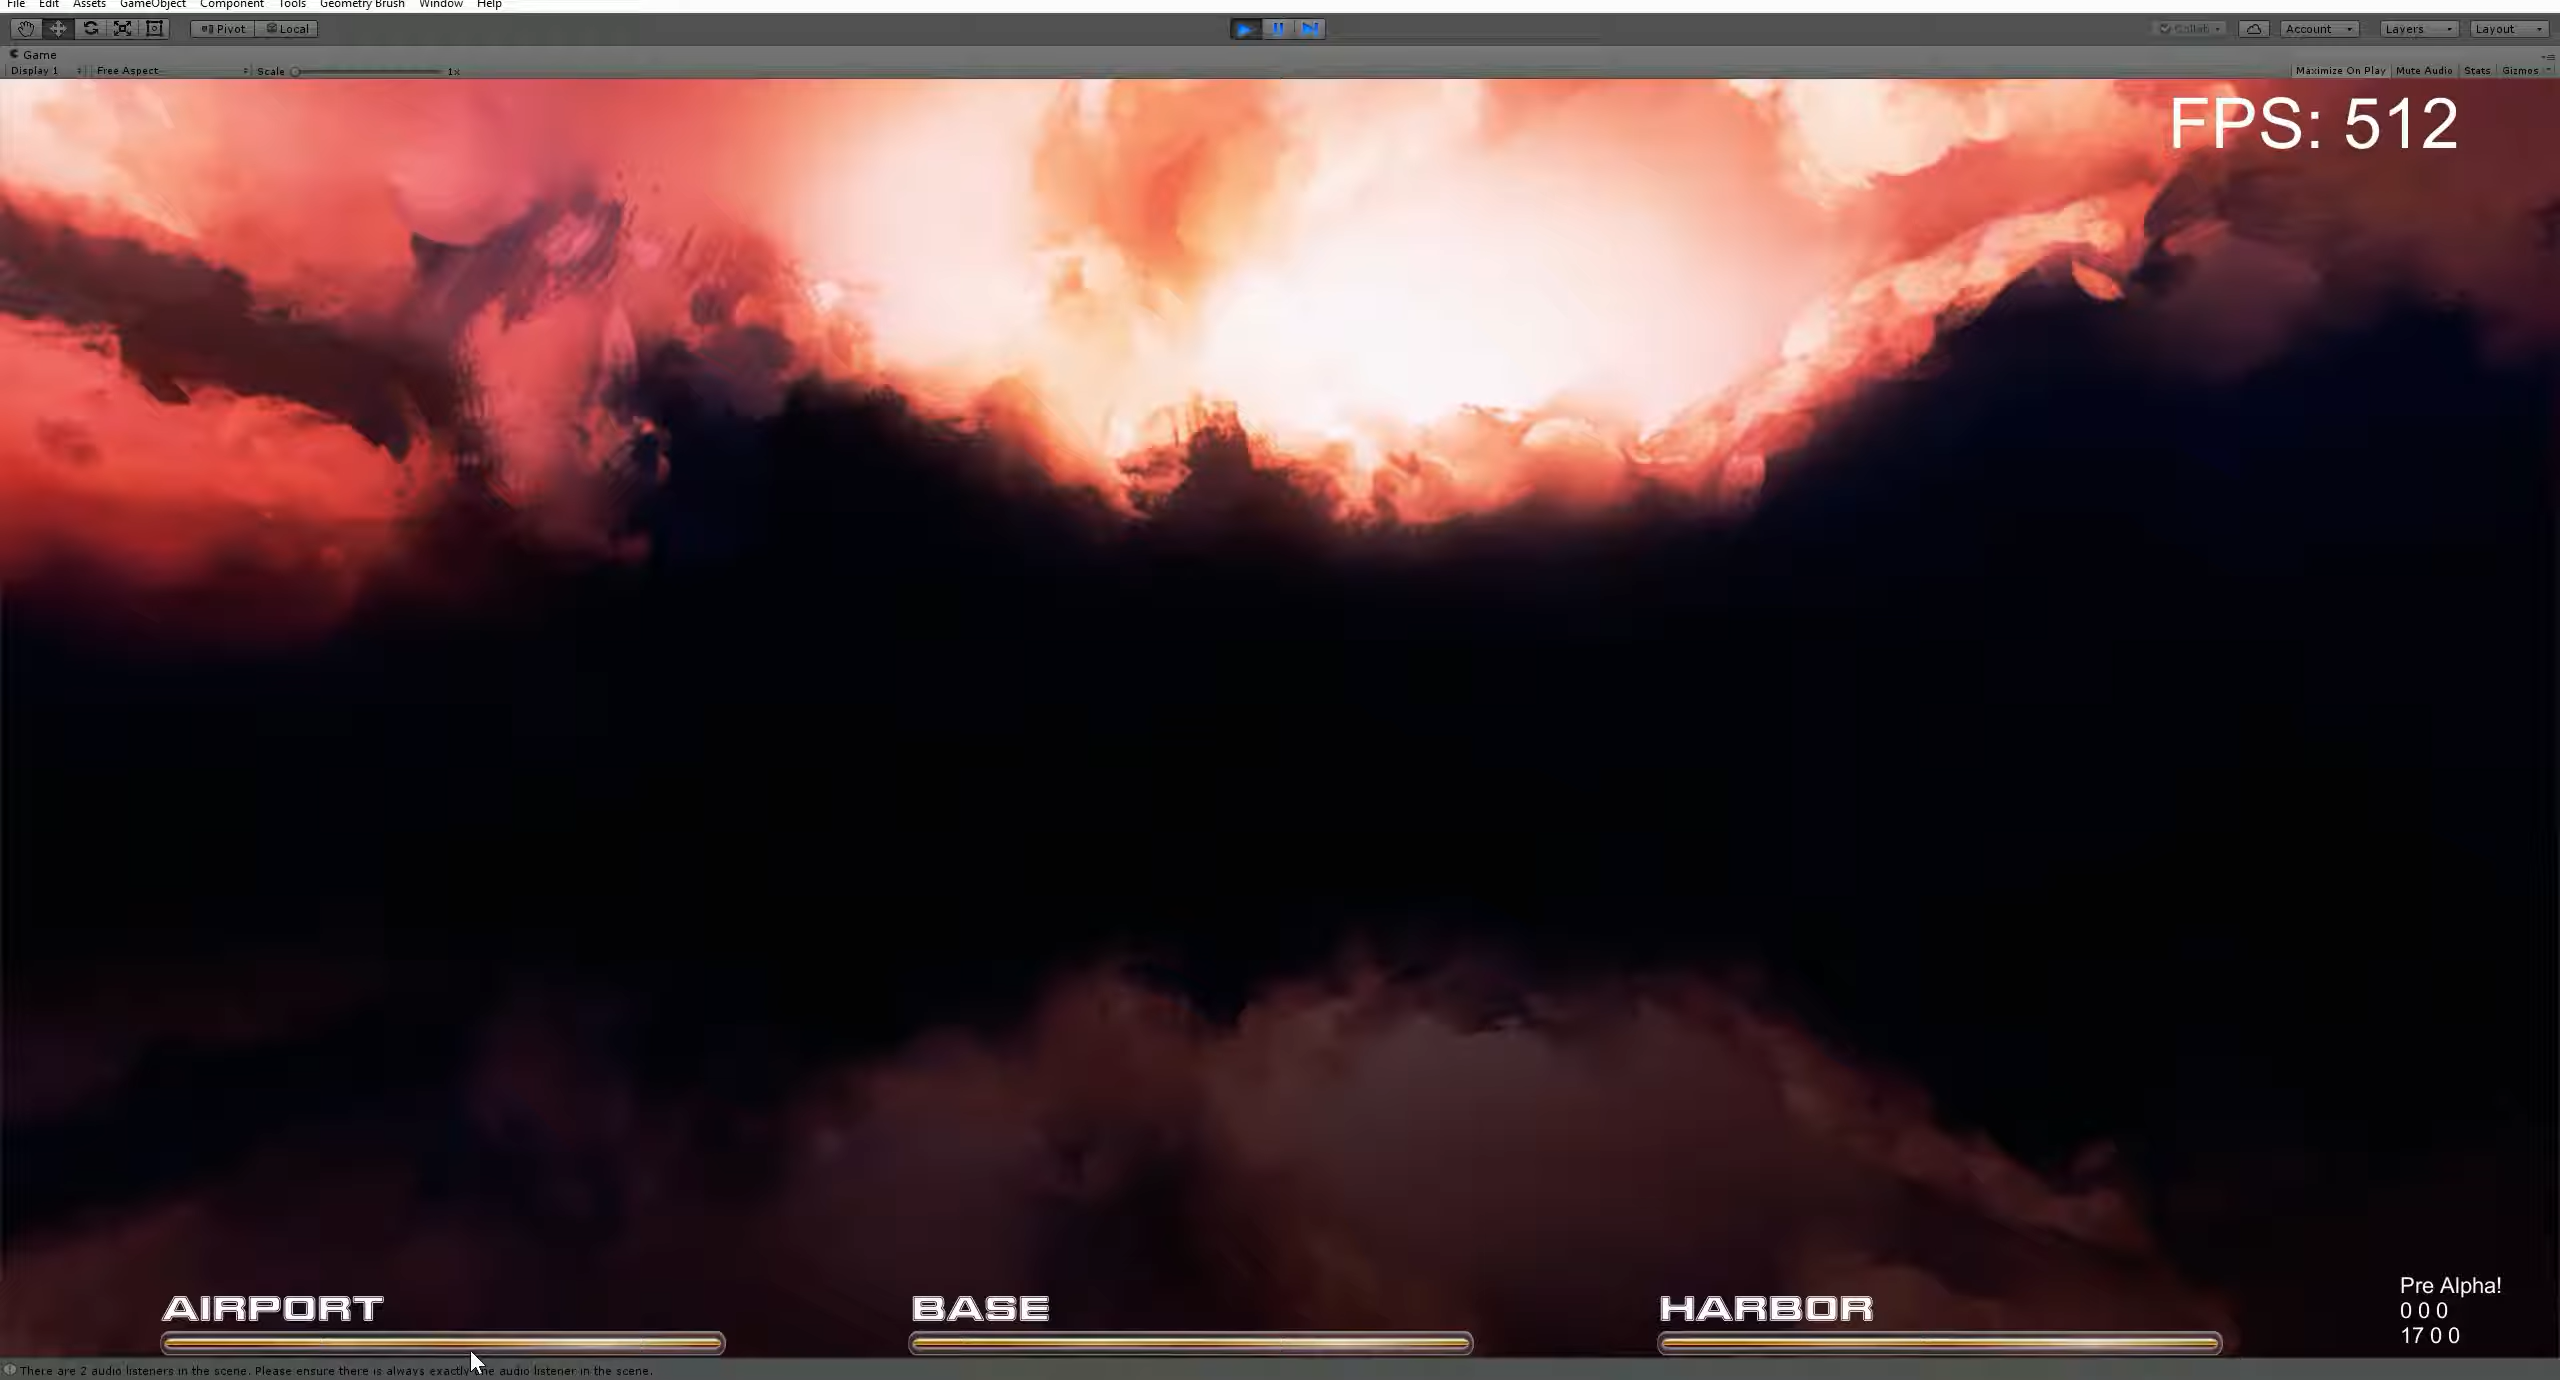 File Edit Assets GameObject Component Tools Geometry Brush Window Help
Pivot Local Collab Account Layers Layout
Game
Display 1 Free Aspect Scale 1x Maximize On Play Mute Audio Stats Gizmos
FPS: 512
Pre Alpha!
AIRPORT BASE HARBOR 0 0 0
17 0 0
There are 2 audio listeners in the scene. Please ensure there is always exactly one audio listener in the scene.